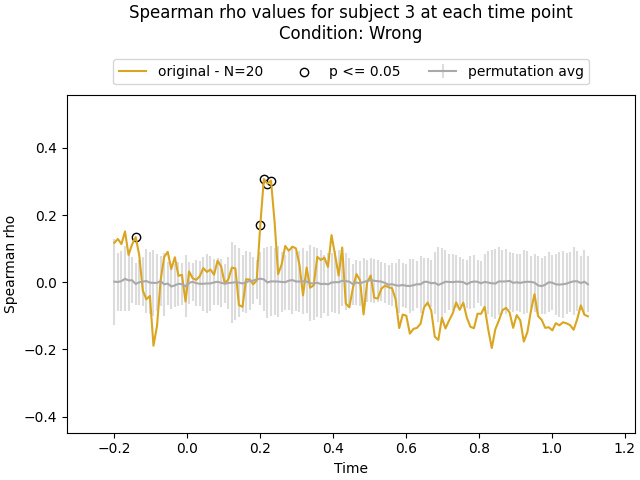 Spearman rho values for subject 3 at each time point
Condition: Wrong
original - N=20
p <= 0.05
permutation avg
Spearman rho
0.4
0.2
0.0
−0.2
−0.4
−0.2
0.0
0.2
0.4
0.6
0.8
1.0
1.2
Time